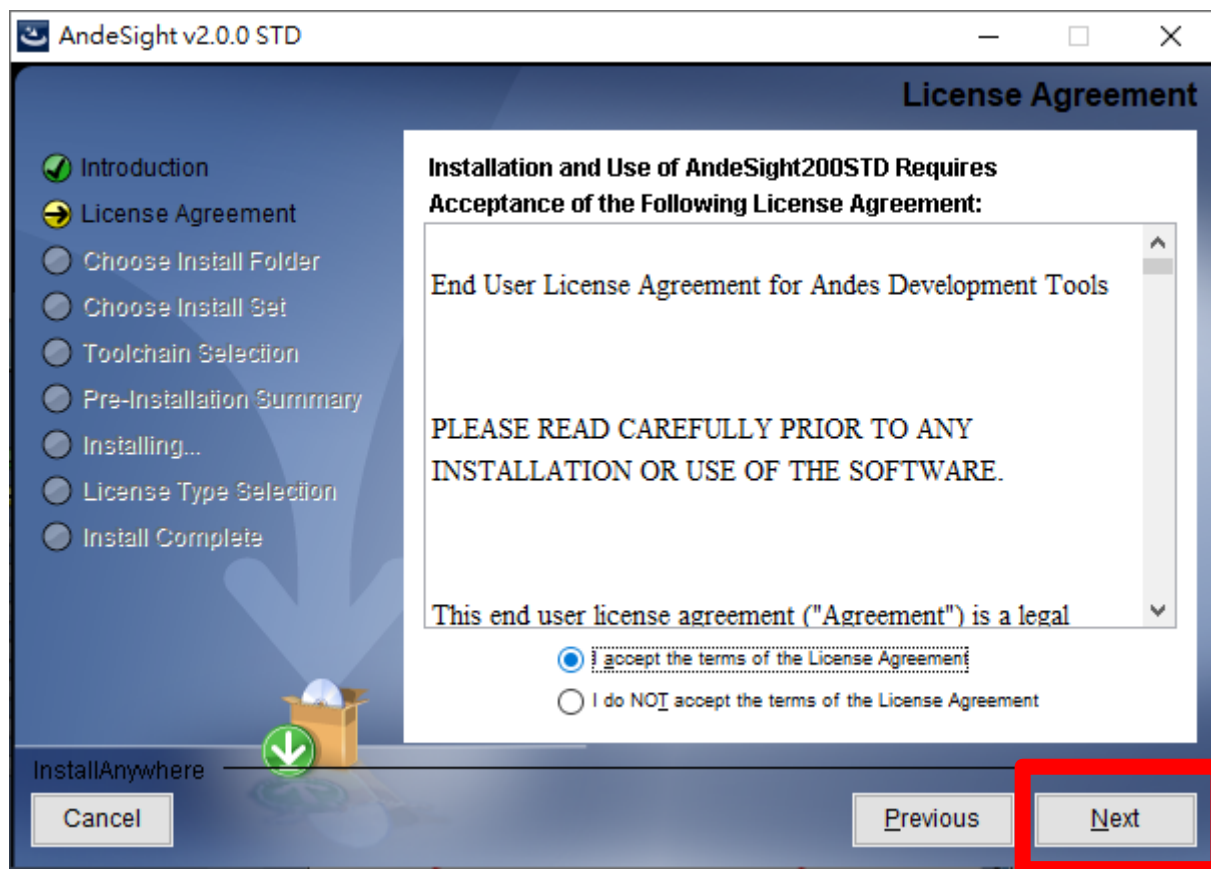 AndeSight v2.0.0 STD
License Agreement
Introduction
License Agreement
Choose Install Folder
Choose Install Set
Toolchain Selection
Pre-Installation Summary
Installing...
License Type Selection
Install Complete
Installation and Use of AndeSight200STD Requires
Acceptance of the Following License Agreement:
End User License Agreement for Andes Development Tools
PLEASE READ CAREFULLY PRIOR TO ANY
INSTALLATION OR USE OF THE SOFTWARE.
This end user license agreement ("Agreement") is a legal
I accept the terms of the License Agreement
I do NOT accept the terms of the License Agreement
InstallAnywhere
Cancel
Previous
Next